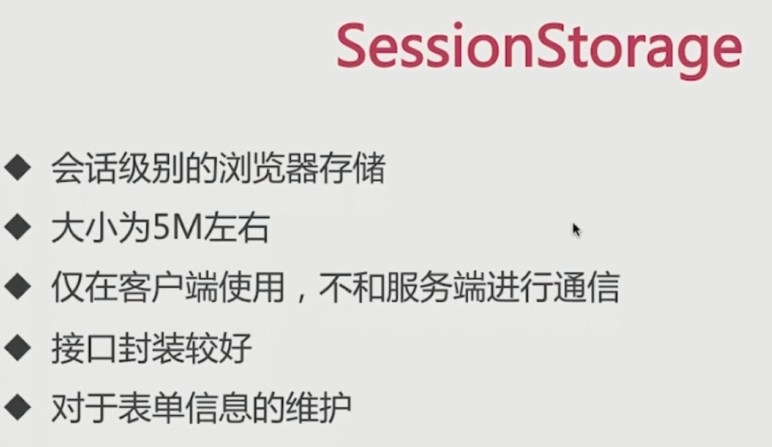 SessionStorage
◆ 会话级别的浏览器存储
◆ 大小为5M左右
◆ 仅在客户端使用，不和服务端进行通信
◆ 接口封装较好
◆ 对于表单信息的维护